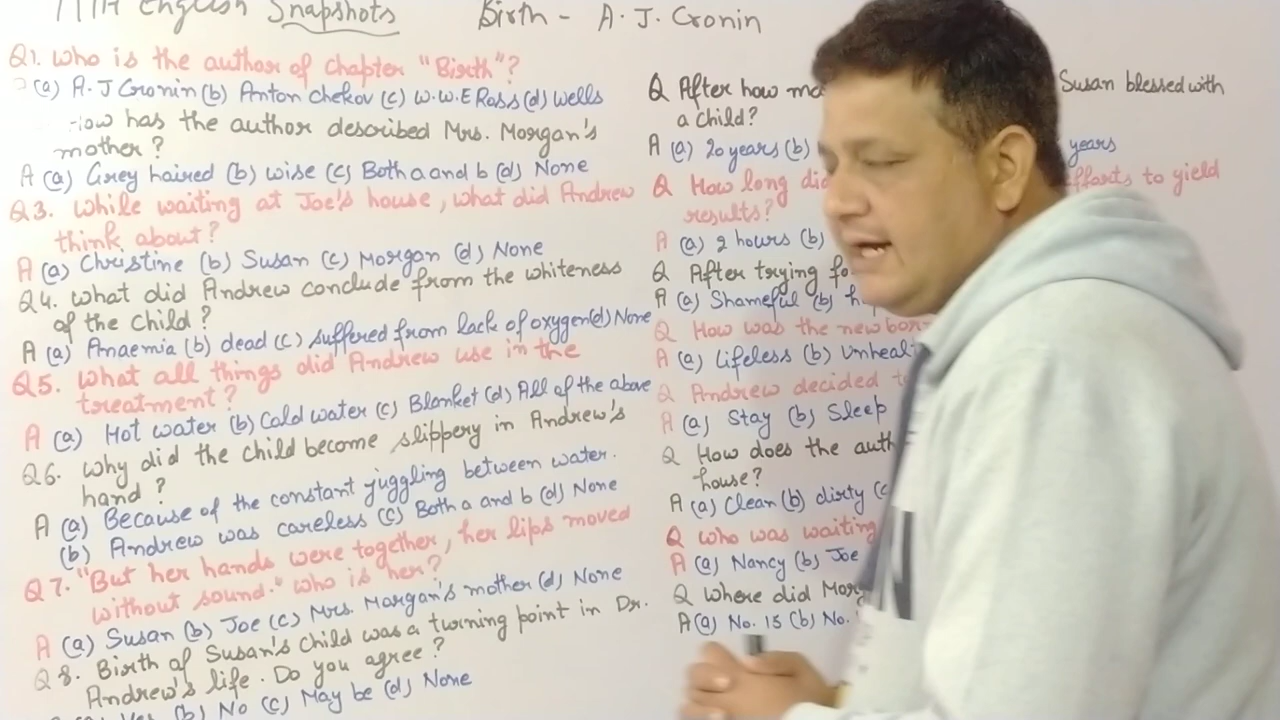 11th English Snapshots Birth - A. J. Cronin
Q1. Who is the author of chapter "Birth"?
(a) A.J Cronin (b) Anton Chekov (c) W.W.E Ross (d) Wells
How has the author described Mrs. Morgan's
mother?
A (a) Grey haired (b) wise (c) Both a and b (d) None
Q3. While waiting at Joe's house, what did Andrew
think about?
A (a) Christine (b) Susan (c) Morgan (d) None
Q4. What did Andrew conclude from the whiteness
of the child?
A (a) Anaemia (b) dead (c) suffered from lack of oxygen (d) None
Q5. What all things did Andrew use in the
treatment?
A (a) Hot water (b) Cold water (c) Blanket (d) All of the above
Q6. Why did the child become slippery in Andrew's
hand?
A (a) Because of the constant juggling between water.
(b) Andrew was careless (c) Both a and b (d) None
Q7. "But her hands were together, her lips moved
without sound." Who is her?
A (a) Susan (b) Joe (c) Mrs. Morgan's mother (d) None
Q8. Birth of Susan's child was a turning point in Dr.
Andrew's life. Do you agree?
(a) Yes (b) No (c) May be (d) None
Q After how Susan blessed with
a child?
A (a) 20 years (b) years
Q How long did efforts to yield
results?
A (a) 2 hours (b)
Q After trying
A (a) Shameful (b)
Q How was the
A (a) Lifeless (b)
Q Andrew decided
A (a) Stay (b) Sleep
Q How does the
house?
A (a) Clean (b) dirty (c
Q Who was waiting
A (a) Nancy (b) Joe
Q Where did
A (a) No. 15 (b) No.